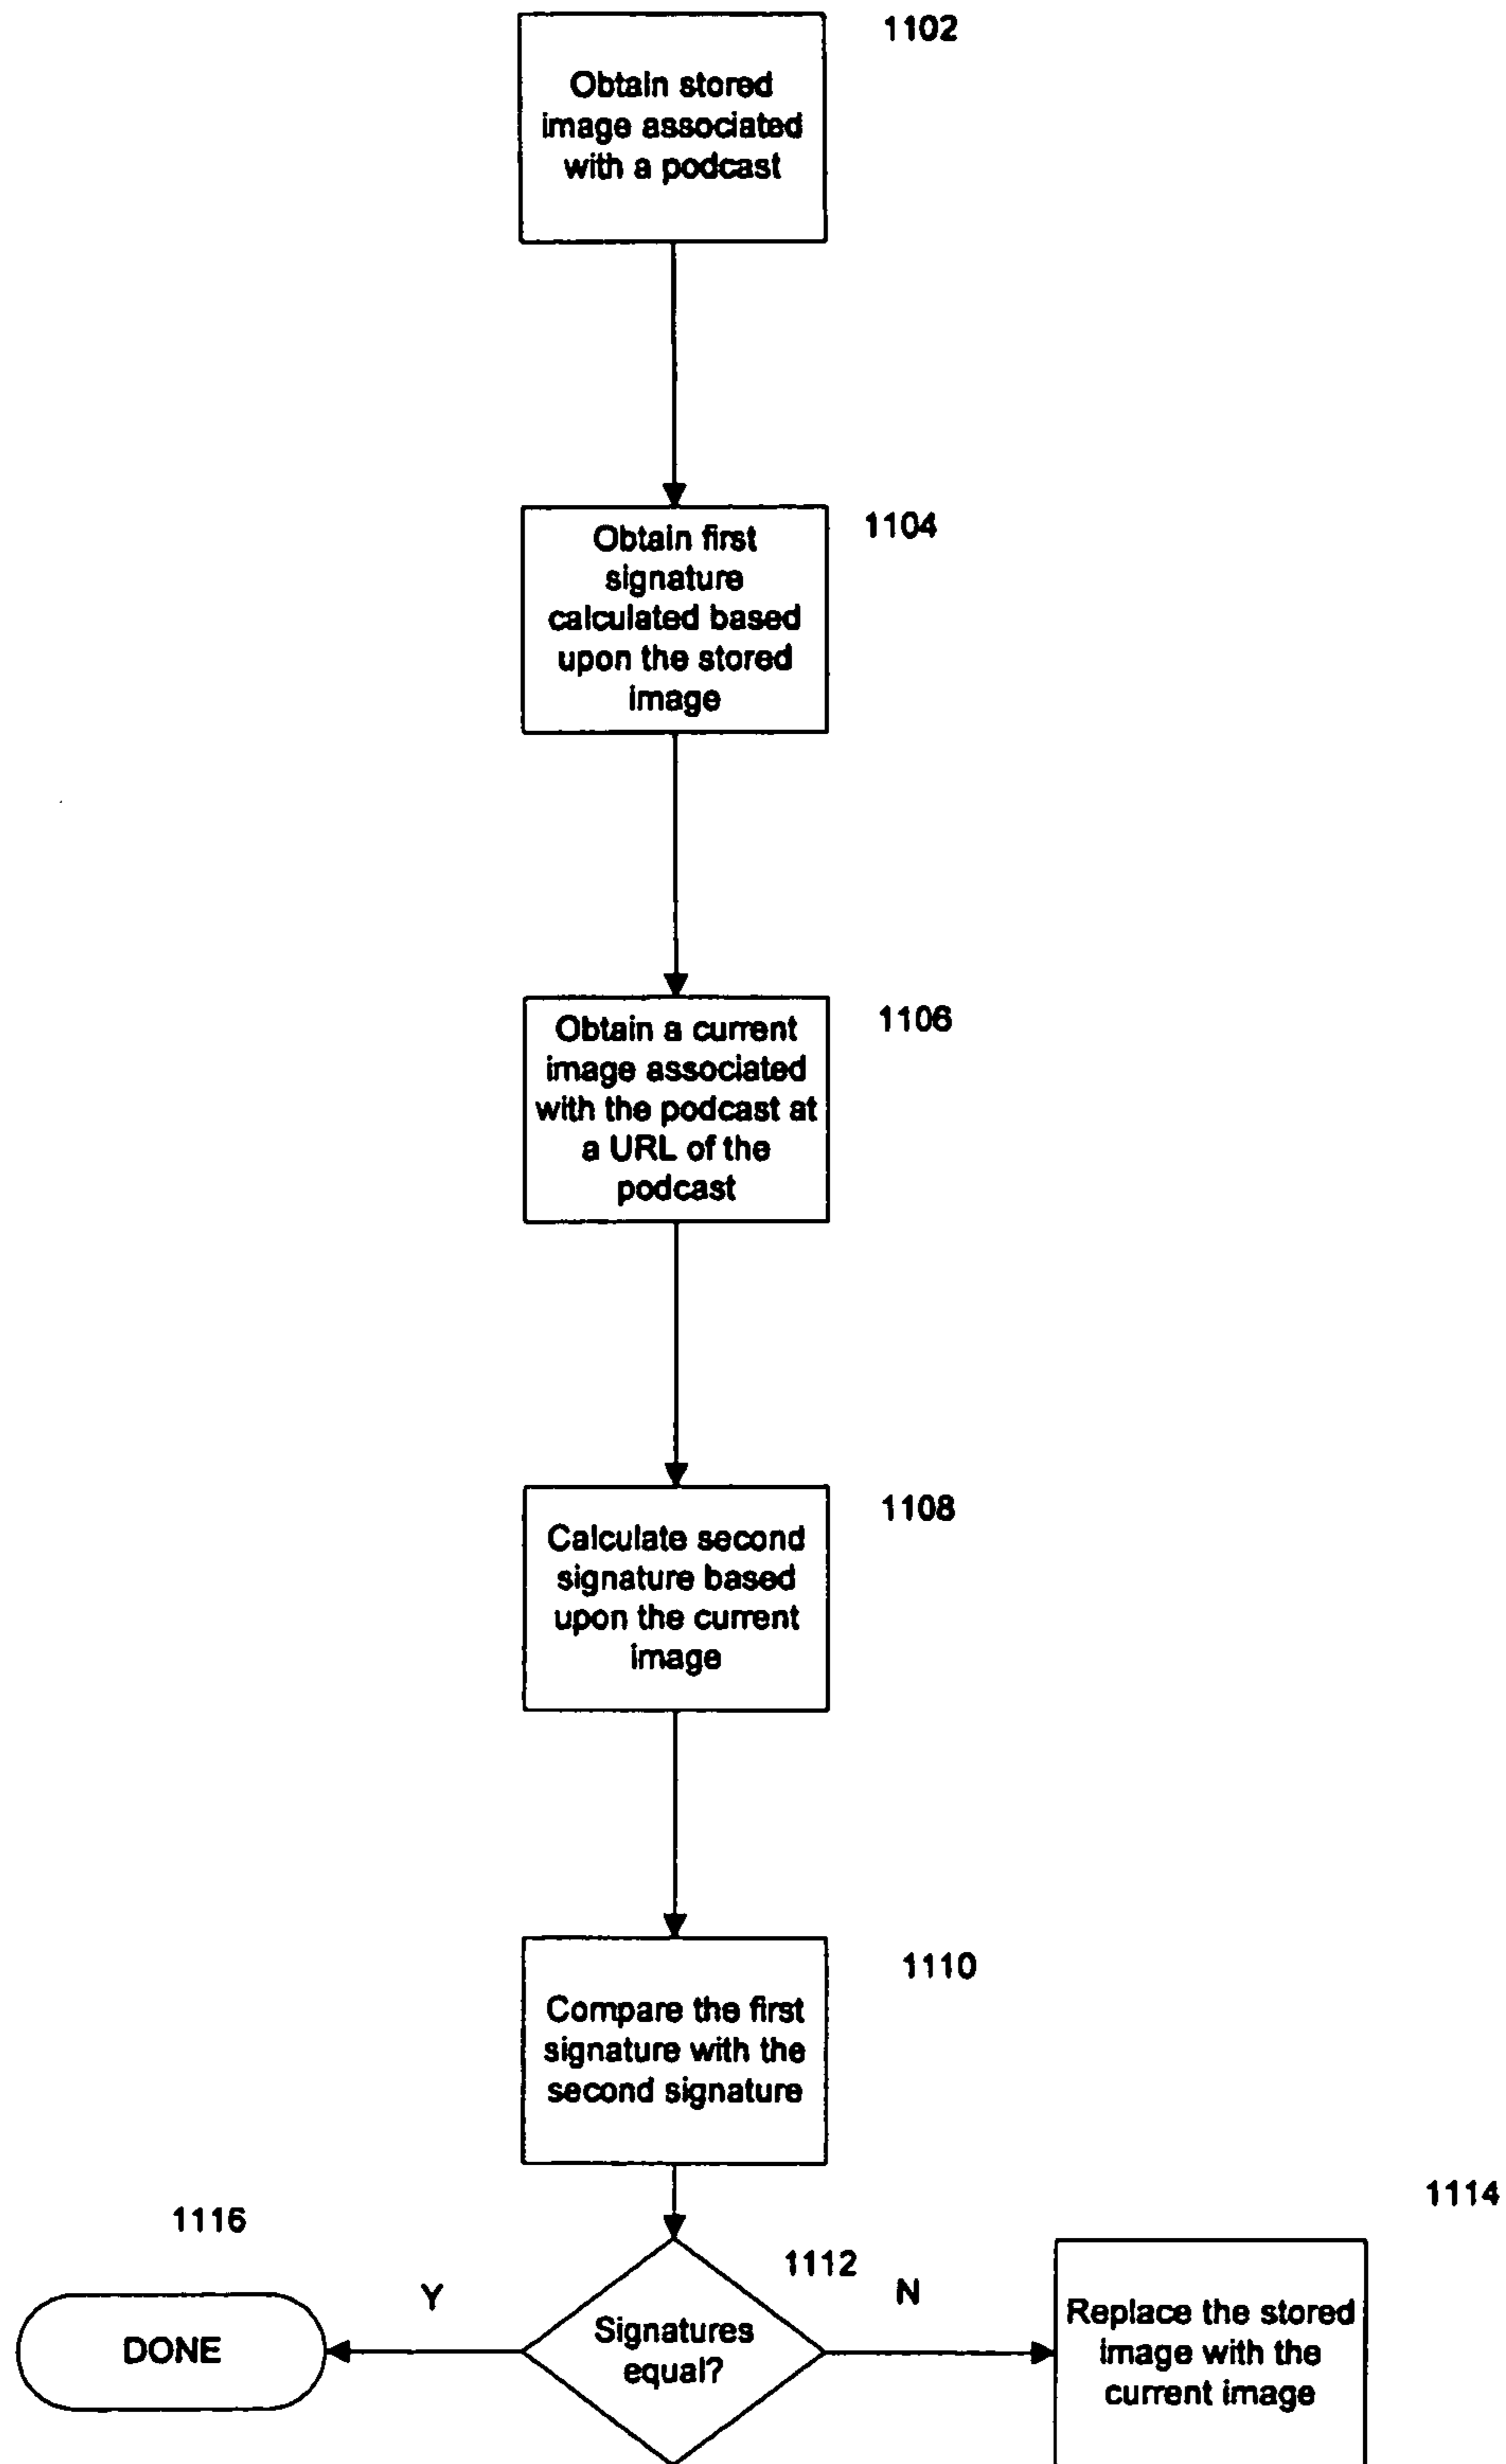 1102
Obtain stored
image associated
with a podcast
1104
Obtain first
signature
calculated based
upon the stored
image
1106
Obtain a current
image associated
with the podcast at
a URL of the
podcast
1108
Calculate second
signature based
upon the current
image
1110
Compare the first
signature with the
second signature
1116
DONE
Y
1112
Signatures
equal?
N
1114
Replace the stored
image with the
current image